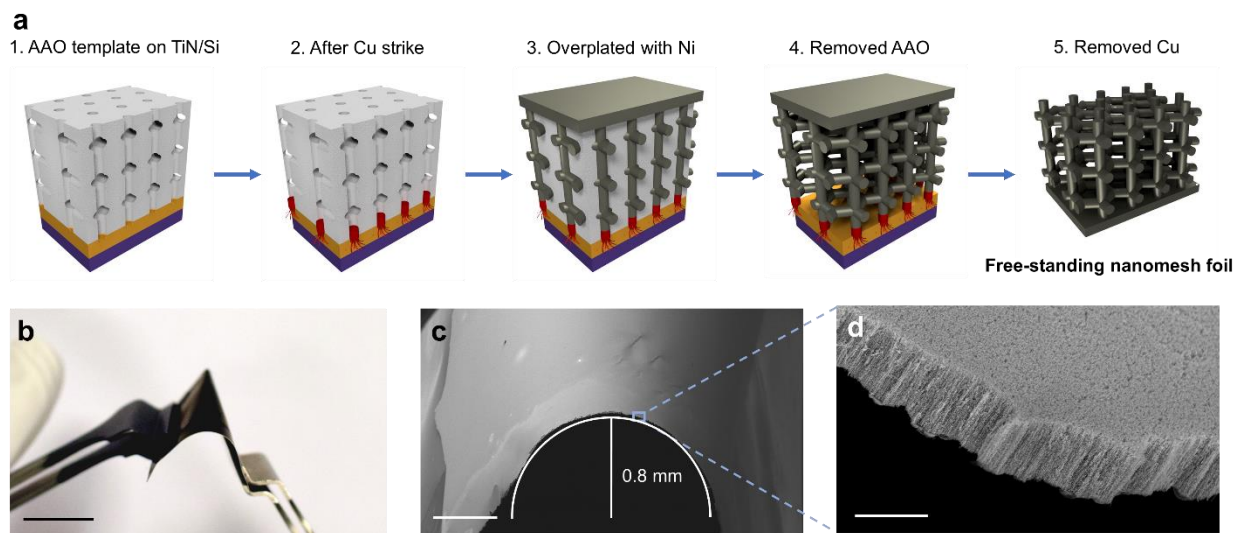 a
1. AAO template on TiN/Si
2. After Cu strike
3. Overplated with Ni
4. Removed AAO
5. Removed Cu
Free-standing nanomesh foil
b
c
d
0.8 mm